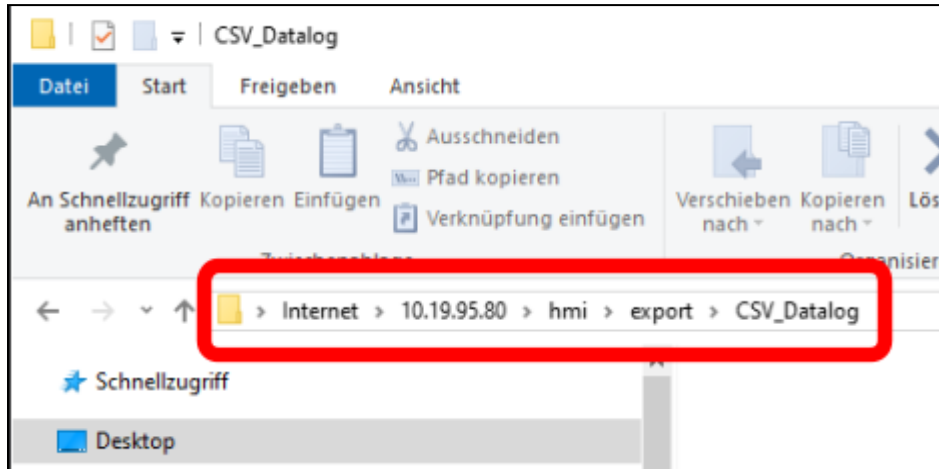 CSV_Datalog
Datei Start Freigeben Ansicht
An Schnellzugriff anheften
Kopieren Einfügen
Ausschneiden
Pfad kopieren
Verknüpfung einfügen
Verschieben nach
Kopieren nach
Internet > 10.19.95.80 > hmi > export > CSV_Datalog
Schnellzugriff
Desktop